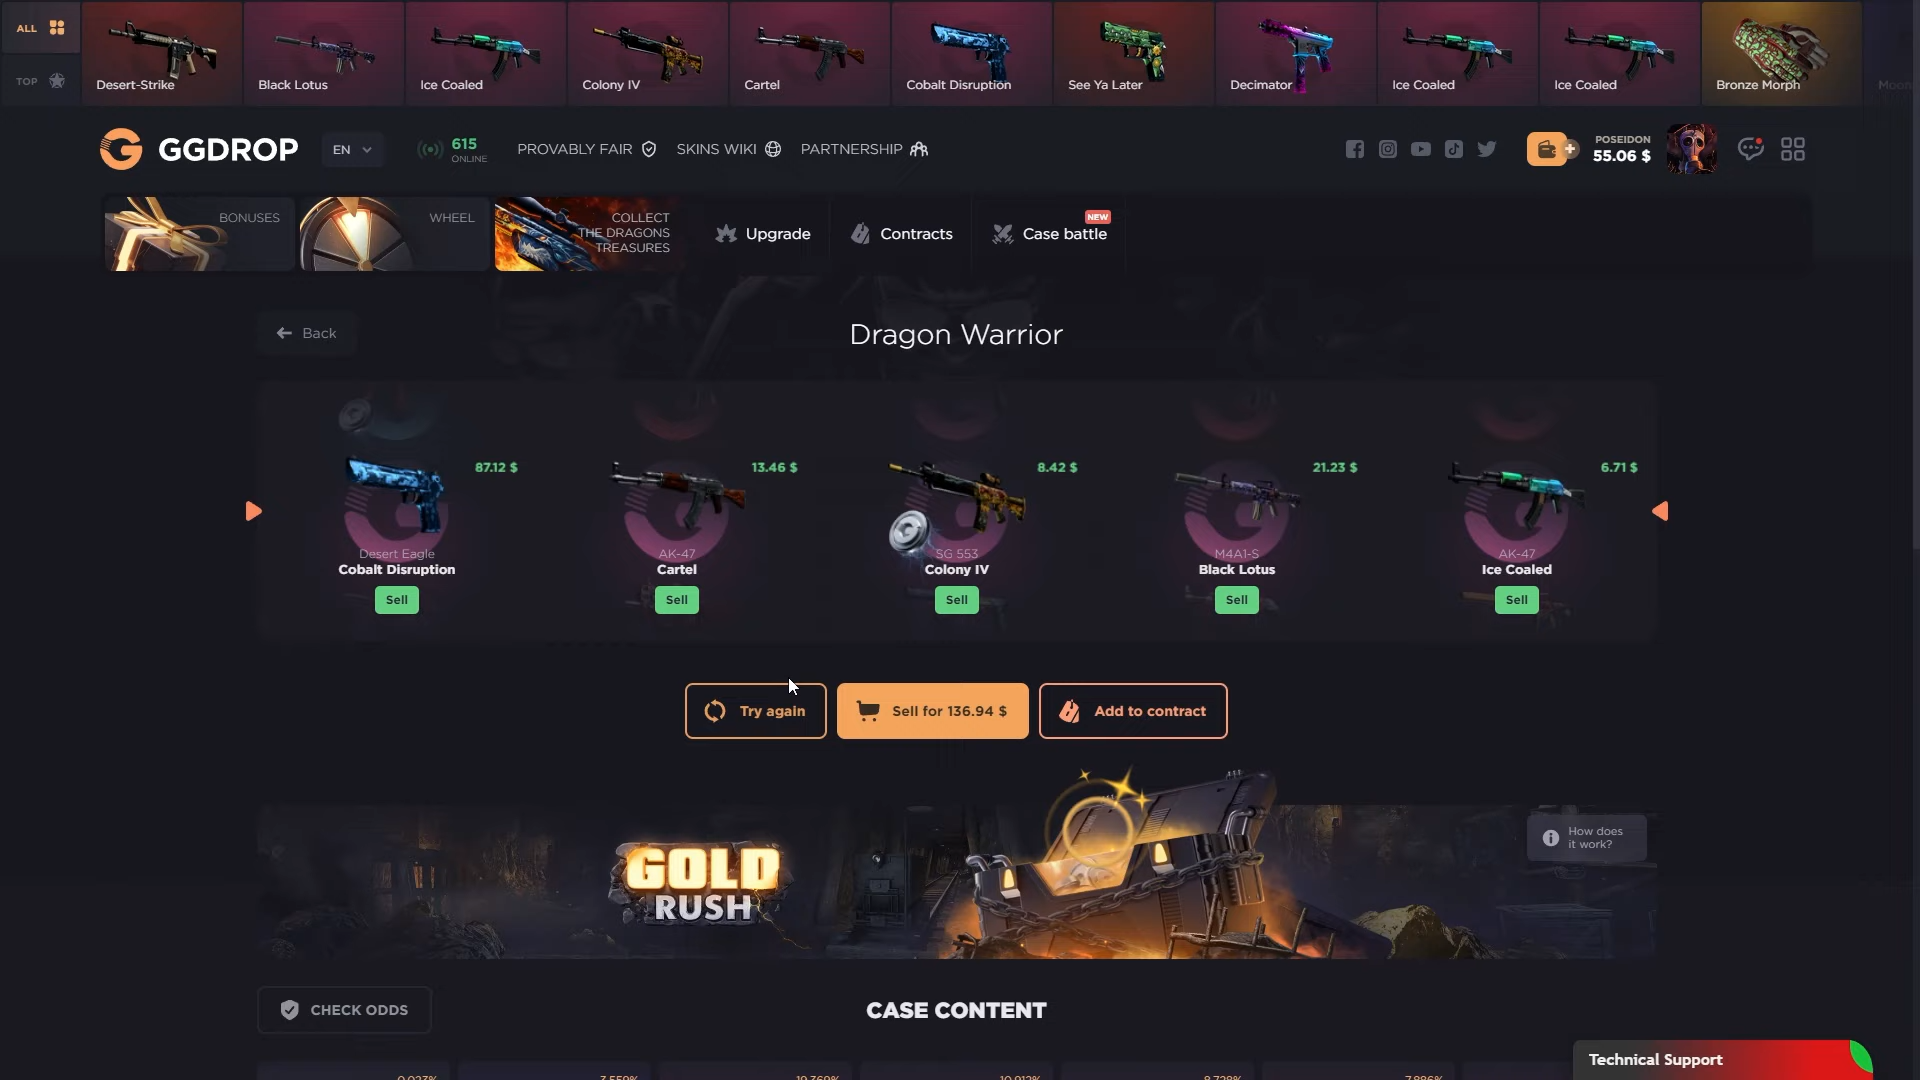 ALL
TOP
Desert-Strike
Black Lotus
Ice Coaled
Colony IV
Cartel
Cobalt Disruption
See Ya Later
Decimator
Ice Coaled
Ice Coaled
Bronze Morph
GGDROP
EN
615
ONLINE
PROVABLY FAIR
SKINS WIKI
PARTNERSHIP
POSEIDON
55.06 $
BONUSES
WHEEL
COLLECT
THE DRAGONS
TREASURES
Upgrade
Contracts
NEW
Case battle
Back
Dragon Warrior
87.12 $
Desert Eagle
Cobalt Disruption
Sell
13.46 $
AK-47
Cartel
Sell
8.42 $
SG 553
Colony IV
Sell
21.23 $
M4A1-S
Black Lotus
Sell
6.71 $
AK-47
Ice Coaled
Sell
Try again
Sell for 136.94 $
Add to contract
GOLD
RUSH
How does
it work?
CHECK ODDS
CASE CONTENT
Technical Support